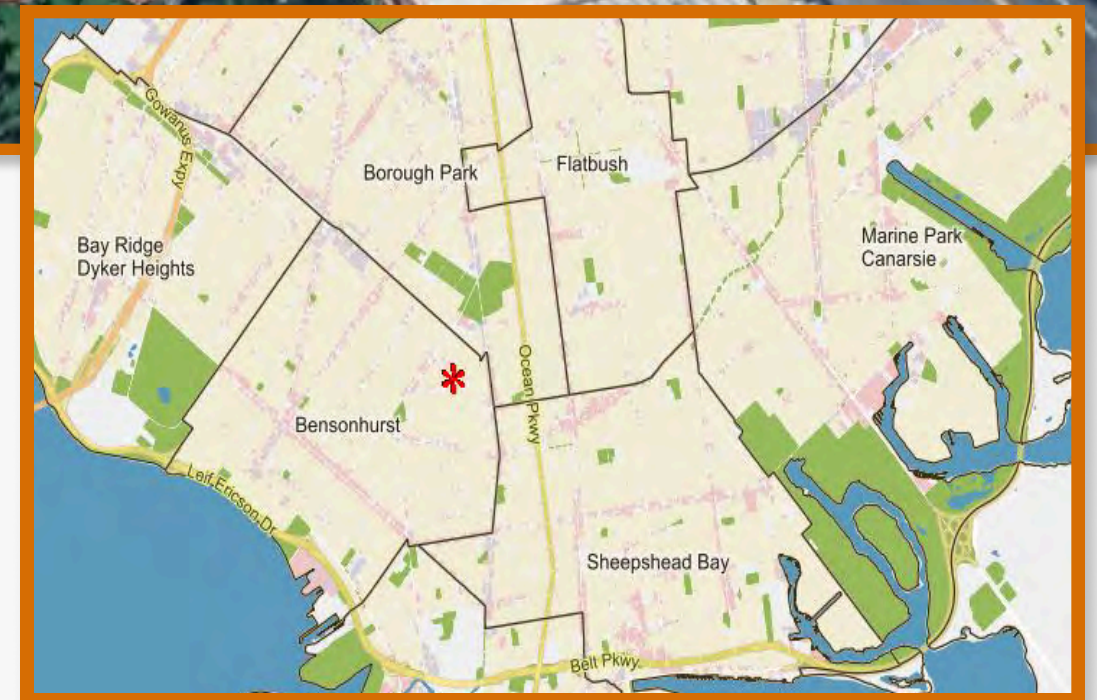 Gowanus Expy
Borough Park
Flatbush
Bay Ridge
Dyker Heights
Marine Park
Canarsie
Ocean Pkwy
Bensonhurst
Leif Ericson Dr
Sheepshead Bay
Belt Pkwy